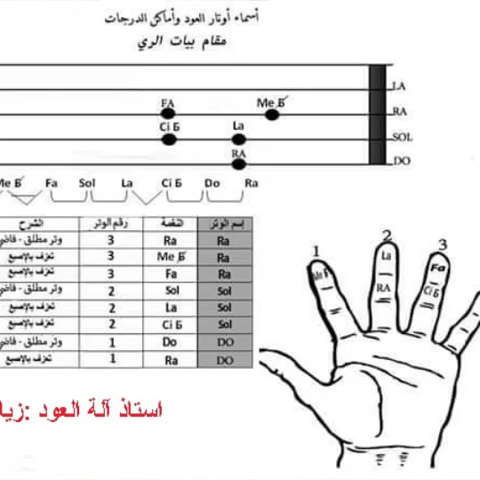 أسماء أوتار العود وأماكن الدرجات
مقام بيات الري
LA
FA Me Б
RA
Ci Б La
SOL
RA
DO
Me Б Fa Sol La Ci Б Do Ra
إسم الوتر النغمة رقم الوتر الشرح
Ra Ra 3 وتر مطلق - فاضي
Ra Me Б 3 تعزف بالإصبع
Ra Fa 3 تعزف بالإصبع
Sol Sol 2 وتر مطلق - فاضي
Sol La 2 تعزف بالإصبع
Sol Ci Б 2 تعزف بالإصبع
DO Do 1 وتر مطلق - فاضي
DO Ra 1 تعزف بالإصبع
1 2 3
Me Б La Fa
RA Ci Б
استاذ آلة العود :زيا